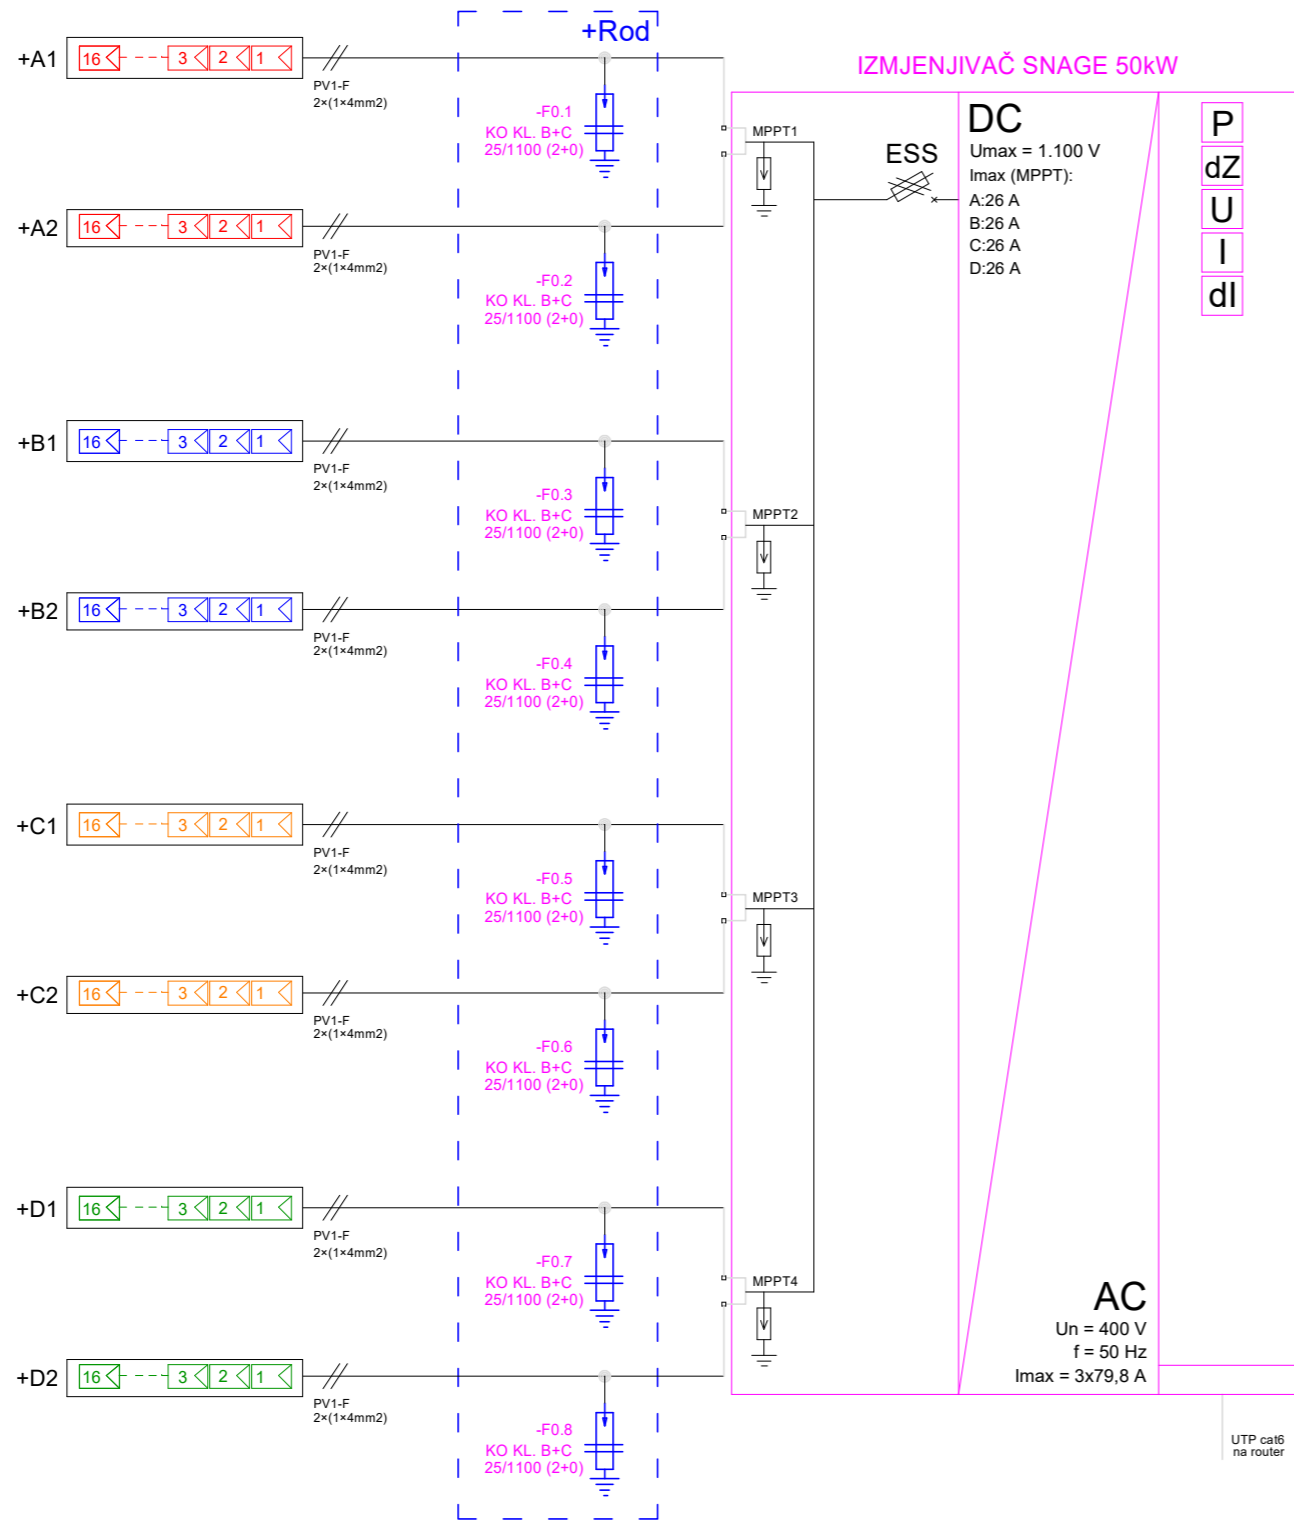 +Rod
+A1
16 3 2 1
PV1-F
2×(1×4mm2)
-F0.1
KO KL. B+C
25/1100 (2+0)
+A2
16 3 2 1
PV1-F
2×(1×4mm2)
-F0.2
KO KL. B+C
25/1100 (2+0)
+B1
16 3 2 1
PV1-F
2×(1×4mm2)
-F0.3
KO KL. B+C
25/1100 (2+0)
+B2
16 3 2 1
PV1-F
2×(1×4mm2)
-F0.4
KO KL. B+C
25/1100 (2+0)
+C1
16 3 2 1
PV1-F
2×(1×4mm2)
-F0.5
KO KL. B+C
25/1100 (2+0)
+C2
16 3 2 1
PV1-F
2×(1×4mm2)
-F0.6
KO KL. B+C
25/1100 (2+0)
+D1
16 3 2 1
PV1-F
2×(1×4mm2)
-F0.7
KO KL. B+C
25/1100 (2+0)
+D2
16 3 2 1
PV1-F
2×(1×4mm2)
-F0.8
KO KL. B+C
25/1100 (2+0)
IZMJENJIVAČ SNAGE 50kW
MPPT1
MPPT2
MPPT3
MPPT4
ESS
DC
Umax = 1.100 V
Imax (MPPT):
A:26 A
B:26 A
C:26 A
D:26 A
P
dZ
U
I
dI
AC
Un = 400 V
f = 50 Hz
Imax = 3x79,8 A
UTP cat6
na router